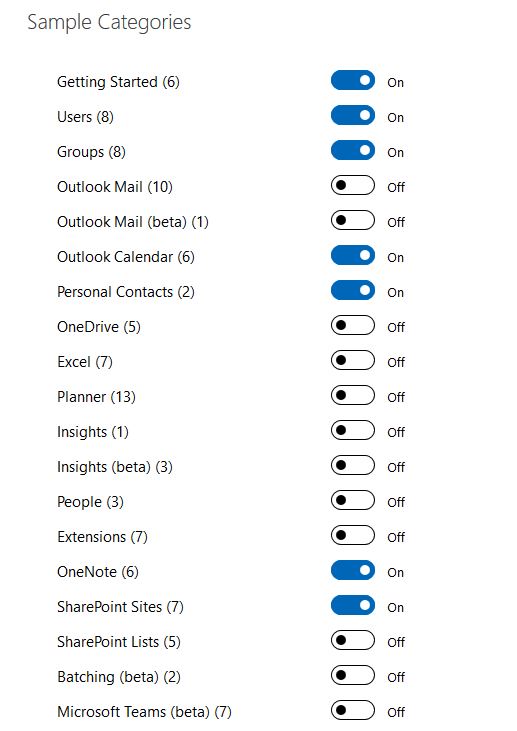 Sample Categories
Getting Started (6) On
Users (8) On
Groups (8) On
Outlook Mail (10) Off
Outlook Mail (beta) (1) Off
Outlook Calendar (6) On
Personal Contacts (2) On
OneDrive (5) Off
Excel (7) Off
Planner (13) Off
Insights (1) Off
Insights (beta) (3) Off
People (3) Off
Extensions (7) Off
OneNote (6) On
SharePoint Sites (7) On
SharePoint Lists (5) Off
Batching (beta) (2) Off
Microsoft Teams (beta) (7) Off